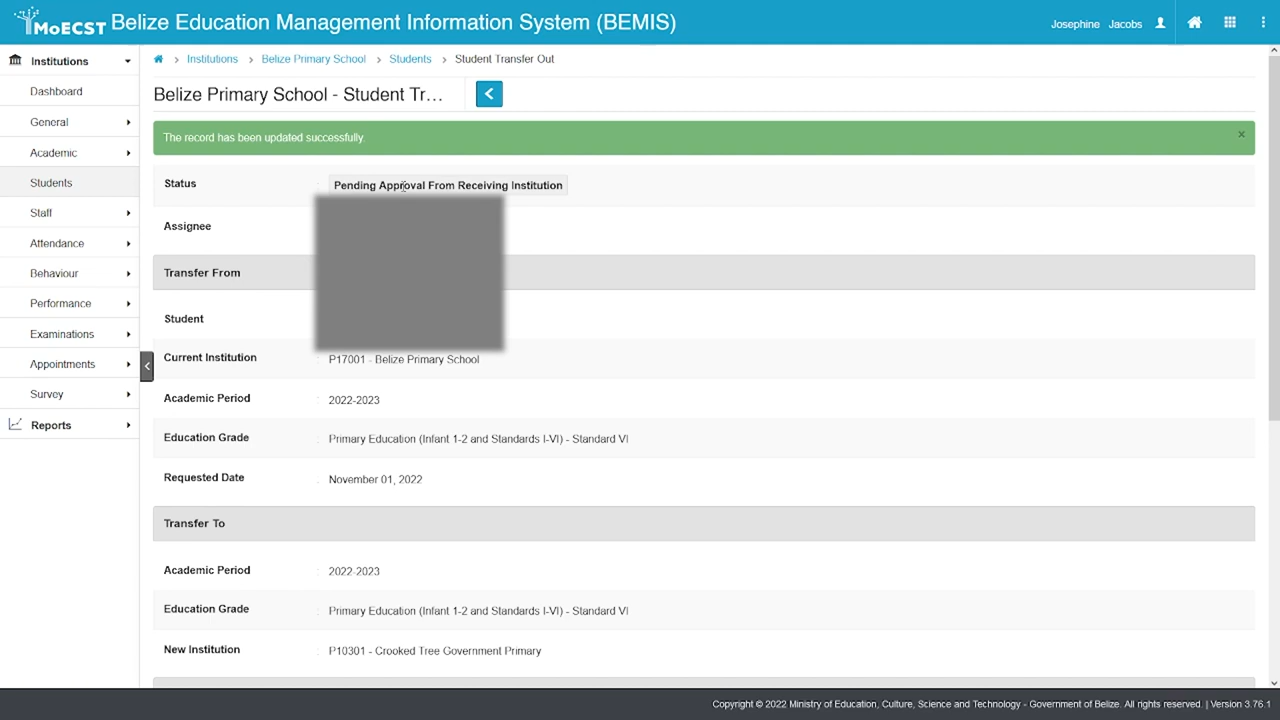 MoECST Belize Education Management Information System (BEMIS)
Josephine Jacobs
Institutions
Dashboard
General
Academic
Students
Staff
Attendance
Behaviour
Performance
Examinations
Appointments
Survey
Reports
Institutions > Belize Primary School > Students > Student Transfer Out
Belize Primary School - Student Tr...
The record has been updated successfully.
×
Status : Pending Approval From Receiving Institution
Assignee
Transfer From
Student
Current Institution : P17001 - Belize Primary School
Academic Period : 2022-2023
Education Grade : Primary Education (Infant 1-2 and Standards I-VI) - Standard VI
Requested Date : November 01, 2022
Transfer To
Academic Period : 2022-2023
Education Grade : Primary Education (Infant 1-2 and Standards I-VI) - Standard VI
New Institution : P10301 - Crooked Tree Government Primary
Copyright © 2022 Ministry of Education, Culture, Science and Technology - Government of Belize. All rights reserved. | Version 3.76.1